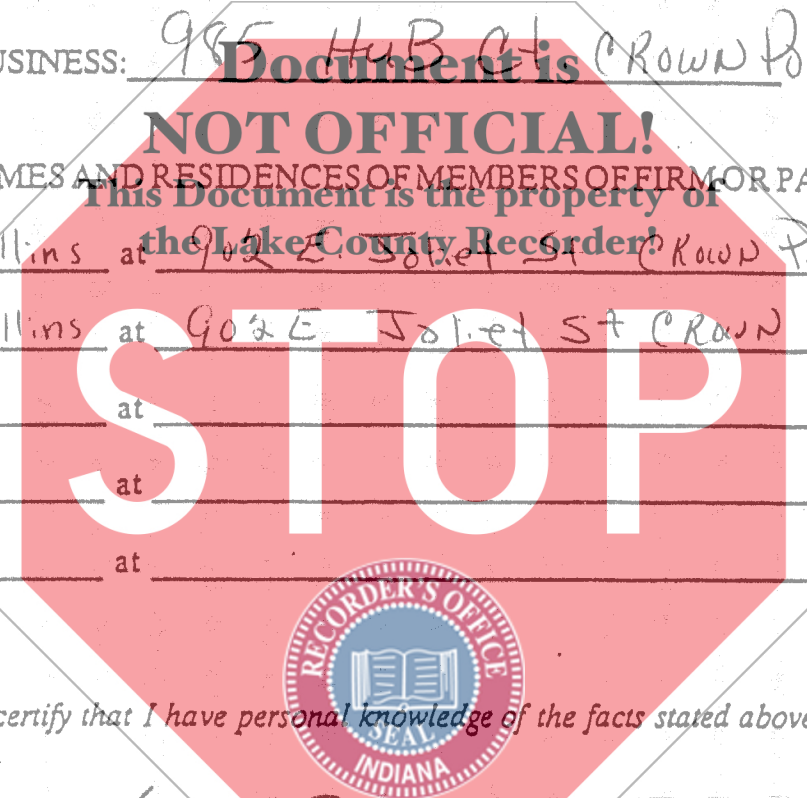 USINESS: 985 HUB Ct CROWN Po
Document is
NOT OFFICIAL!
MES AND RESIDENCES OF MEMBERS OF FIRM OR PA
This Document is the property of
the Lake County Recorder!
llins at 902 E. Joliet St CROWN P
llins at 902 E Joliet St CROWN
STOP
at
at
at
RECORDER'S OFFICE
SEAL
INDIANA
certify that I have personal knowledge of the facts stated above